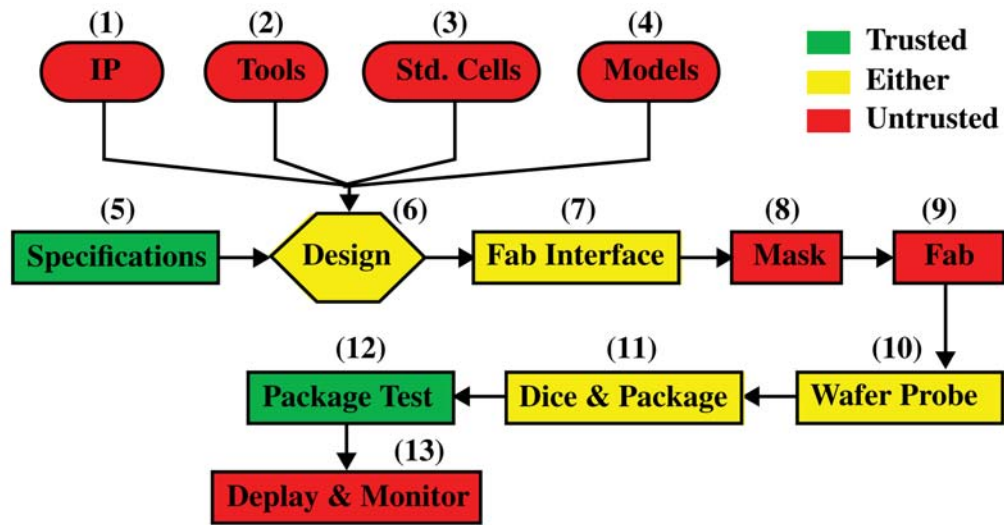 (1) (2) (3) (4)
IP Tools Std. Cells Models
Trusted
Either
Untrusted
(5) (6) (7) (8) (9)
Specifications Design Fab Interface Mask Fab
(12) (11) (10)
Package Test Dice & Package Wafer Probe
(13)
Deplay & Monitor